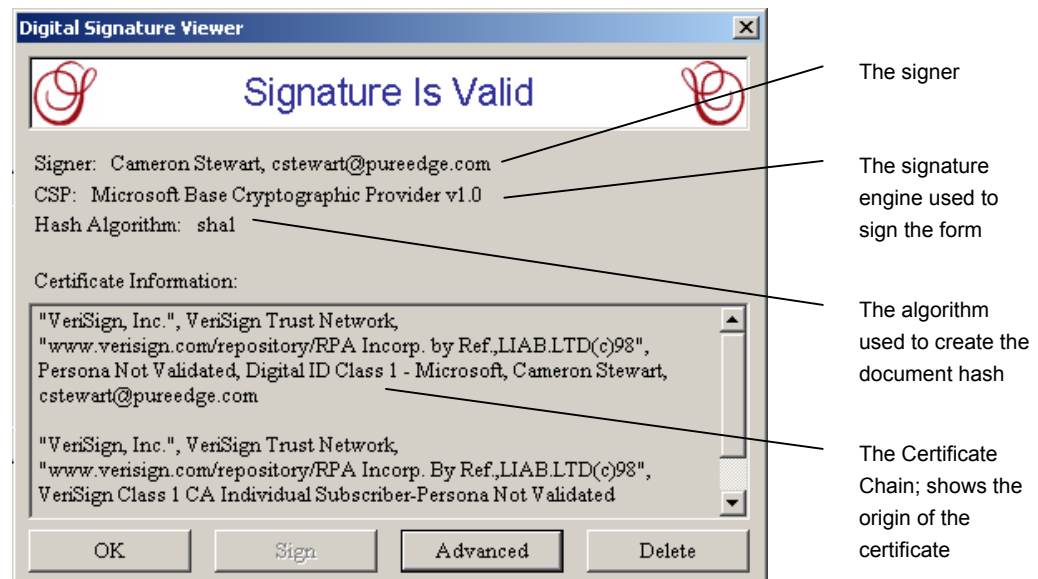 Digital Signature Viewer
Signature Is Valid
Signer: Cameron Stewart, cstewart@pureedge.com
CSP: Microsoft Base Cryptographic Provider v1.0
Hash Algorithm: sha1
Certificate Information:
"VeriSign, Inc.", VeriSign Trust Network,
"www.verisign.com/repository/RPA Incorp. by Ref.,LIAB.LTD(c)98",
Persona Not Validated, Digital ID Class 1 - Microsoft, Cameron Stewart,
cstewart@pureedge.com
"VeriSign, Inc.", VeriSign Trust Network,
"www.verisign.com/repository/RPA Incorp. By Ref.,LIAB.LTD(c)98",
VeriSign Class 1 CA Individual Subscriber-Persona Not Validated
OK
Sign
Advanced
Delete
The signer
The signature
engine used to
sign the form
The algorithm
used to create the
document hash
The Certificate
Chain; shows the
origin of the
certificate